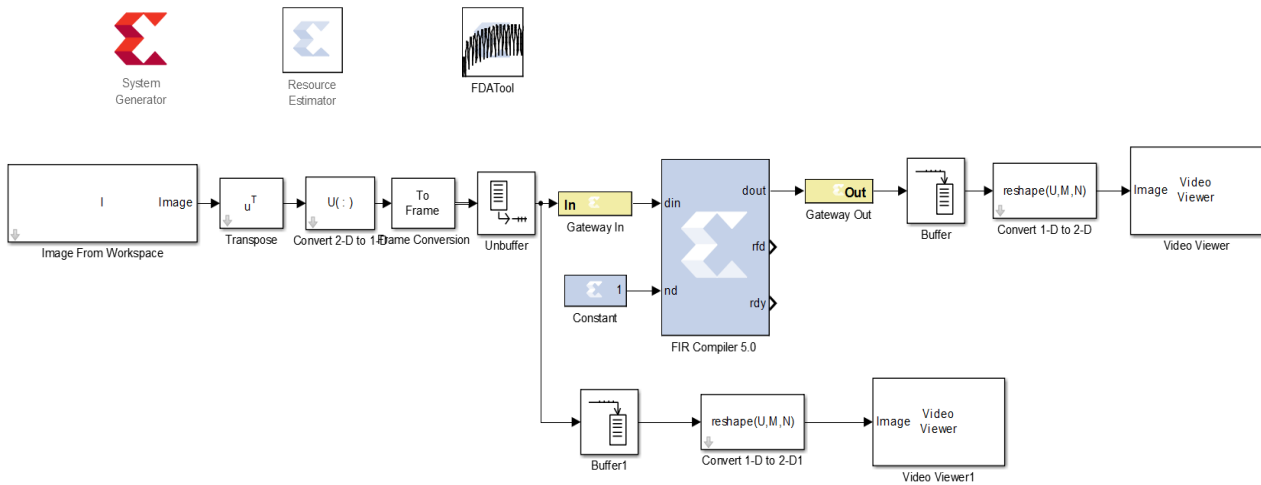 System
Generator
Resource
Estimator
FDATool
I
Image
Image From Workspace
u^T
Transpose
U( : )
Convert 2-D to 1-D
To
Frame
Frame Conversion
Unbuffer
In
Gateway In
1
Constant
din
nd
dout
rfd
rdy
FIR Compiler 5.0
Out
Gateway Out
Buffer
reshape(U,M,N)
Convert 1-D to 2-D
Image
Video
Viewer
Video Viewer
Buffer1
reshape(U,M,N)
Convert 1-D to 2-D1
Image
Video
Viewer
Video Viewer1